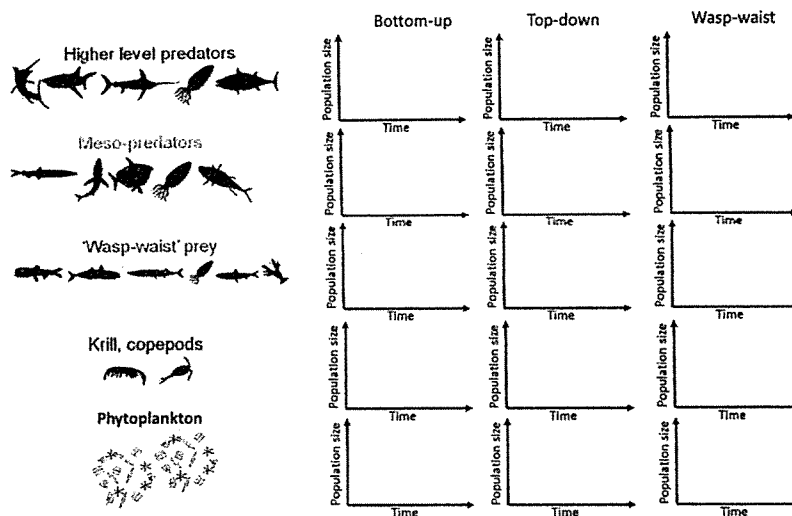 Bottom-up Top-down Wasp-waist
Higher level predators
Population size Population size Population size
Time Time Time
Meso-predators
Population size Population size Population size
Time Time Time
'Wasp-waist' prey
Population size Population size Population size
Time Time Time
Krill, copepods
Population size Population size Population size
Time Time Time
Phytoplankton
Population size Population size Population size
Time Time Time